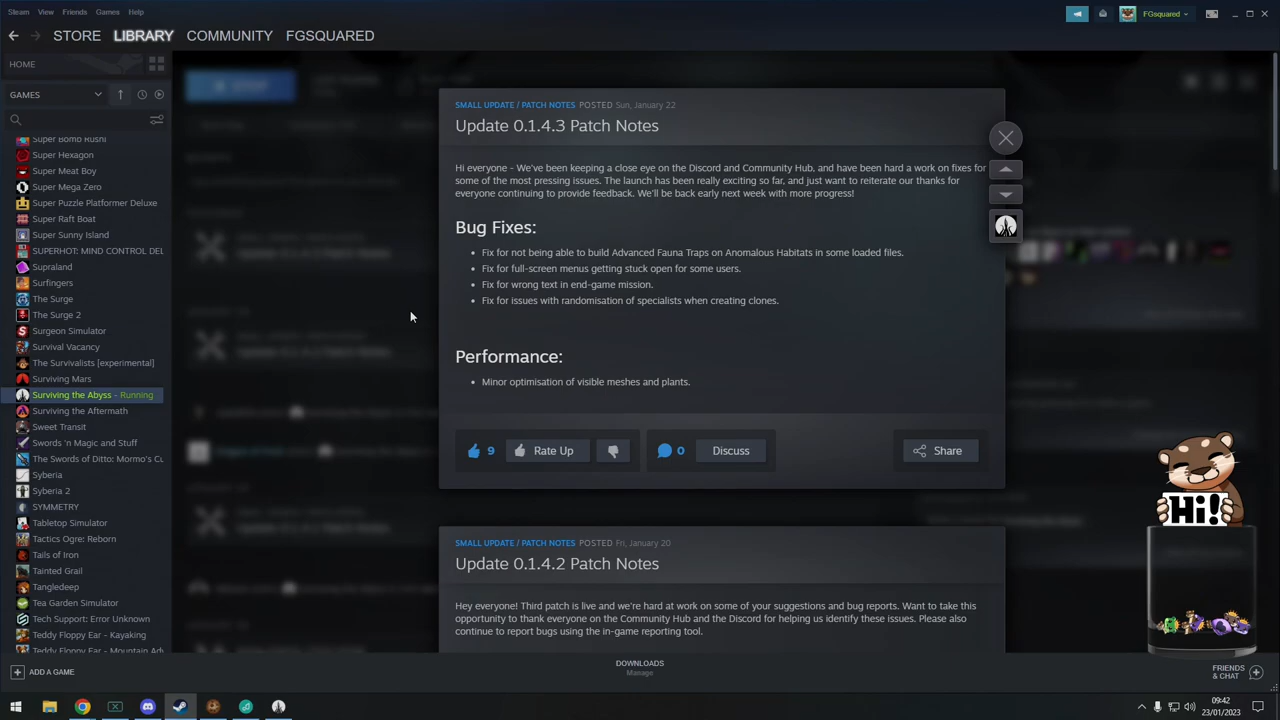 Steam View Friends Games Help
FGsquared
STORE LIBRARY COMMUNITY FGSQUARED
HOME
GAMES
Super Bomb Rush!
Super Hexagon
Super Meat Boy
Super Mega Zero
Super Puzzle Platformer Deluxe
Super Raft Boat
Super Sunny Island
SUPERHOT: MIND CONTROL DEL
Supraland
Surfingers
The Surge
The Surge 2
Surgeon Simulator
Survival Vacancy
The Survivalists [experimental]
Surviving Mars
Surviving the Abyss - Running
Surviving the Aftermath
Sweet Transit
Swords 'n Magic and Stuff
The Swords of Ditto: Mormo's Cu
Syberia
Syberia 2
SYMMETRY
Tabletop Simulator
Tactics Ogre: Reborn
Tails of Iron
Tainted Grail
Tangledeep
Tea Garden Simulator
Tech Support: Error Unknown
Teddy Floppy Ear - Kayaking
Teddy Floppy Ear - Mountain Adv
SMALL UPDATE / PATCH NOTES POSTED Sun, January 22
Update 0.1.4.3 Patch Notes
Hi everyone - We've been keeping a close eye on the Discord and Community Hub, and have been hard a work on fixes for
some of the most pressing issues. The launch has been really exciting so far, and just want to reiterate our thanks for
everyone continuing to provide feedback. We'll be back early next week with more progress!
Bug Fixes:
• Fix for not being able to build Advanced Fauna Traps on Anomalous Habitats in some loaded files.
• Fix for full-screen menus getting stuck open for some users.
• Fix for wrong text in end-game mission.
• Fix for issues with randomisation of specialists when creating clones.
Performance:
• Minor optimisation of visible meshes and plants.
9 Rate Up 0 Discuss Share
SMALL UPDATE / PATCH NOTES POSTED Fri, January 20
Update 0.1.4.2 Patch Notes
Hey everyone! Third patch is live and we're hard at work on some of your suggestions and bug reports. Want to take this
opportunity to thank everyone on the Community Hub and the Discord for helping us identify these issues. Please also
continue to report bugs using the in-game reporting tool.
Hi!
ADD A GAME
DOWNLOADS
Manage
FRIENDS
& CHAT
09:42
23/01/2023